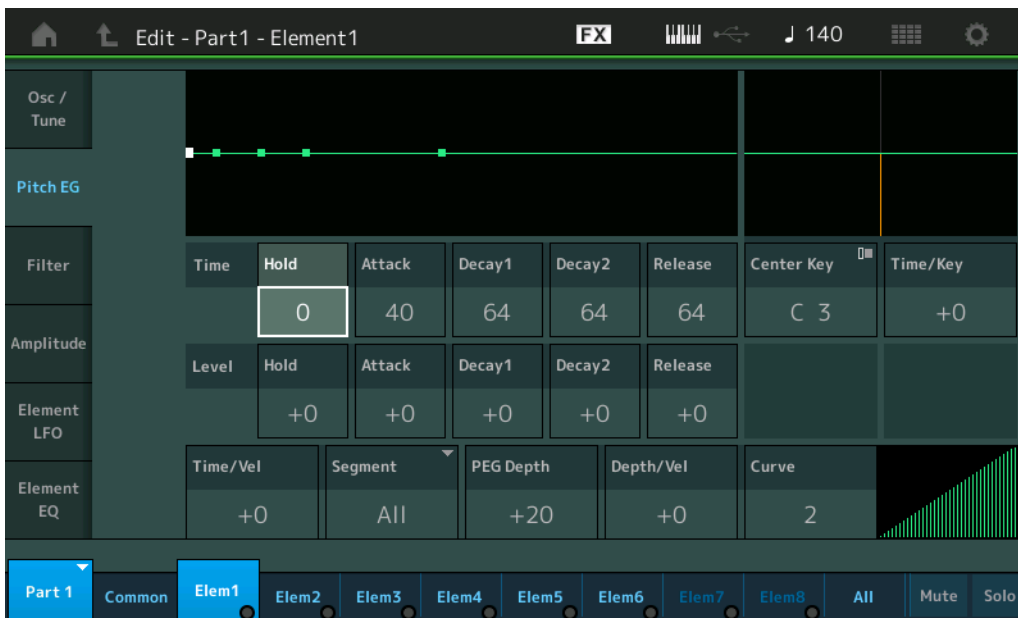 Edit - Part1 - Element1
FX
♩ 140
Osc /
Tune
Pitch EG
Filter
Amplitude
Element
LFO
Element
EQ
Time Hold Attack Decay1 Decay2 Release Center Key Time/Key
0 40 64 64 64 C 3 +0
Level Hold Attack Decay1 Decay2 Release
+0 +0 +0 +0 +0
Time/Vel Segment PEG Depth Depth/Vel Curve
+0 All +20 +0 2
Part 1 Common Elem1 Elem2 Elem3 Elem4 Elem5 Elem6 Elem7 Elem8 All Mute Solo